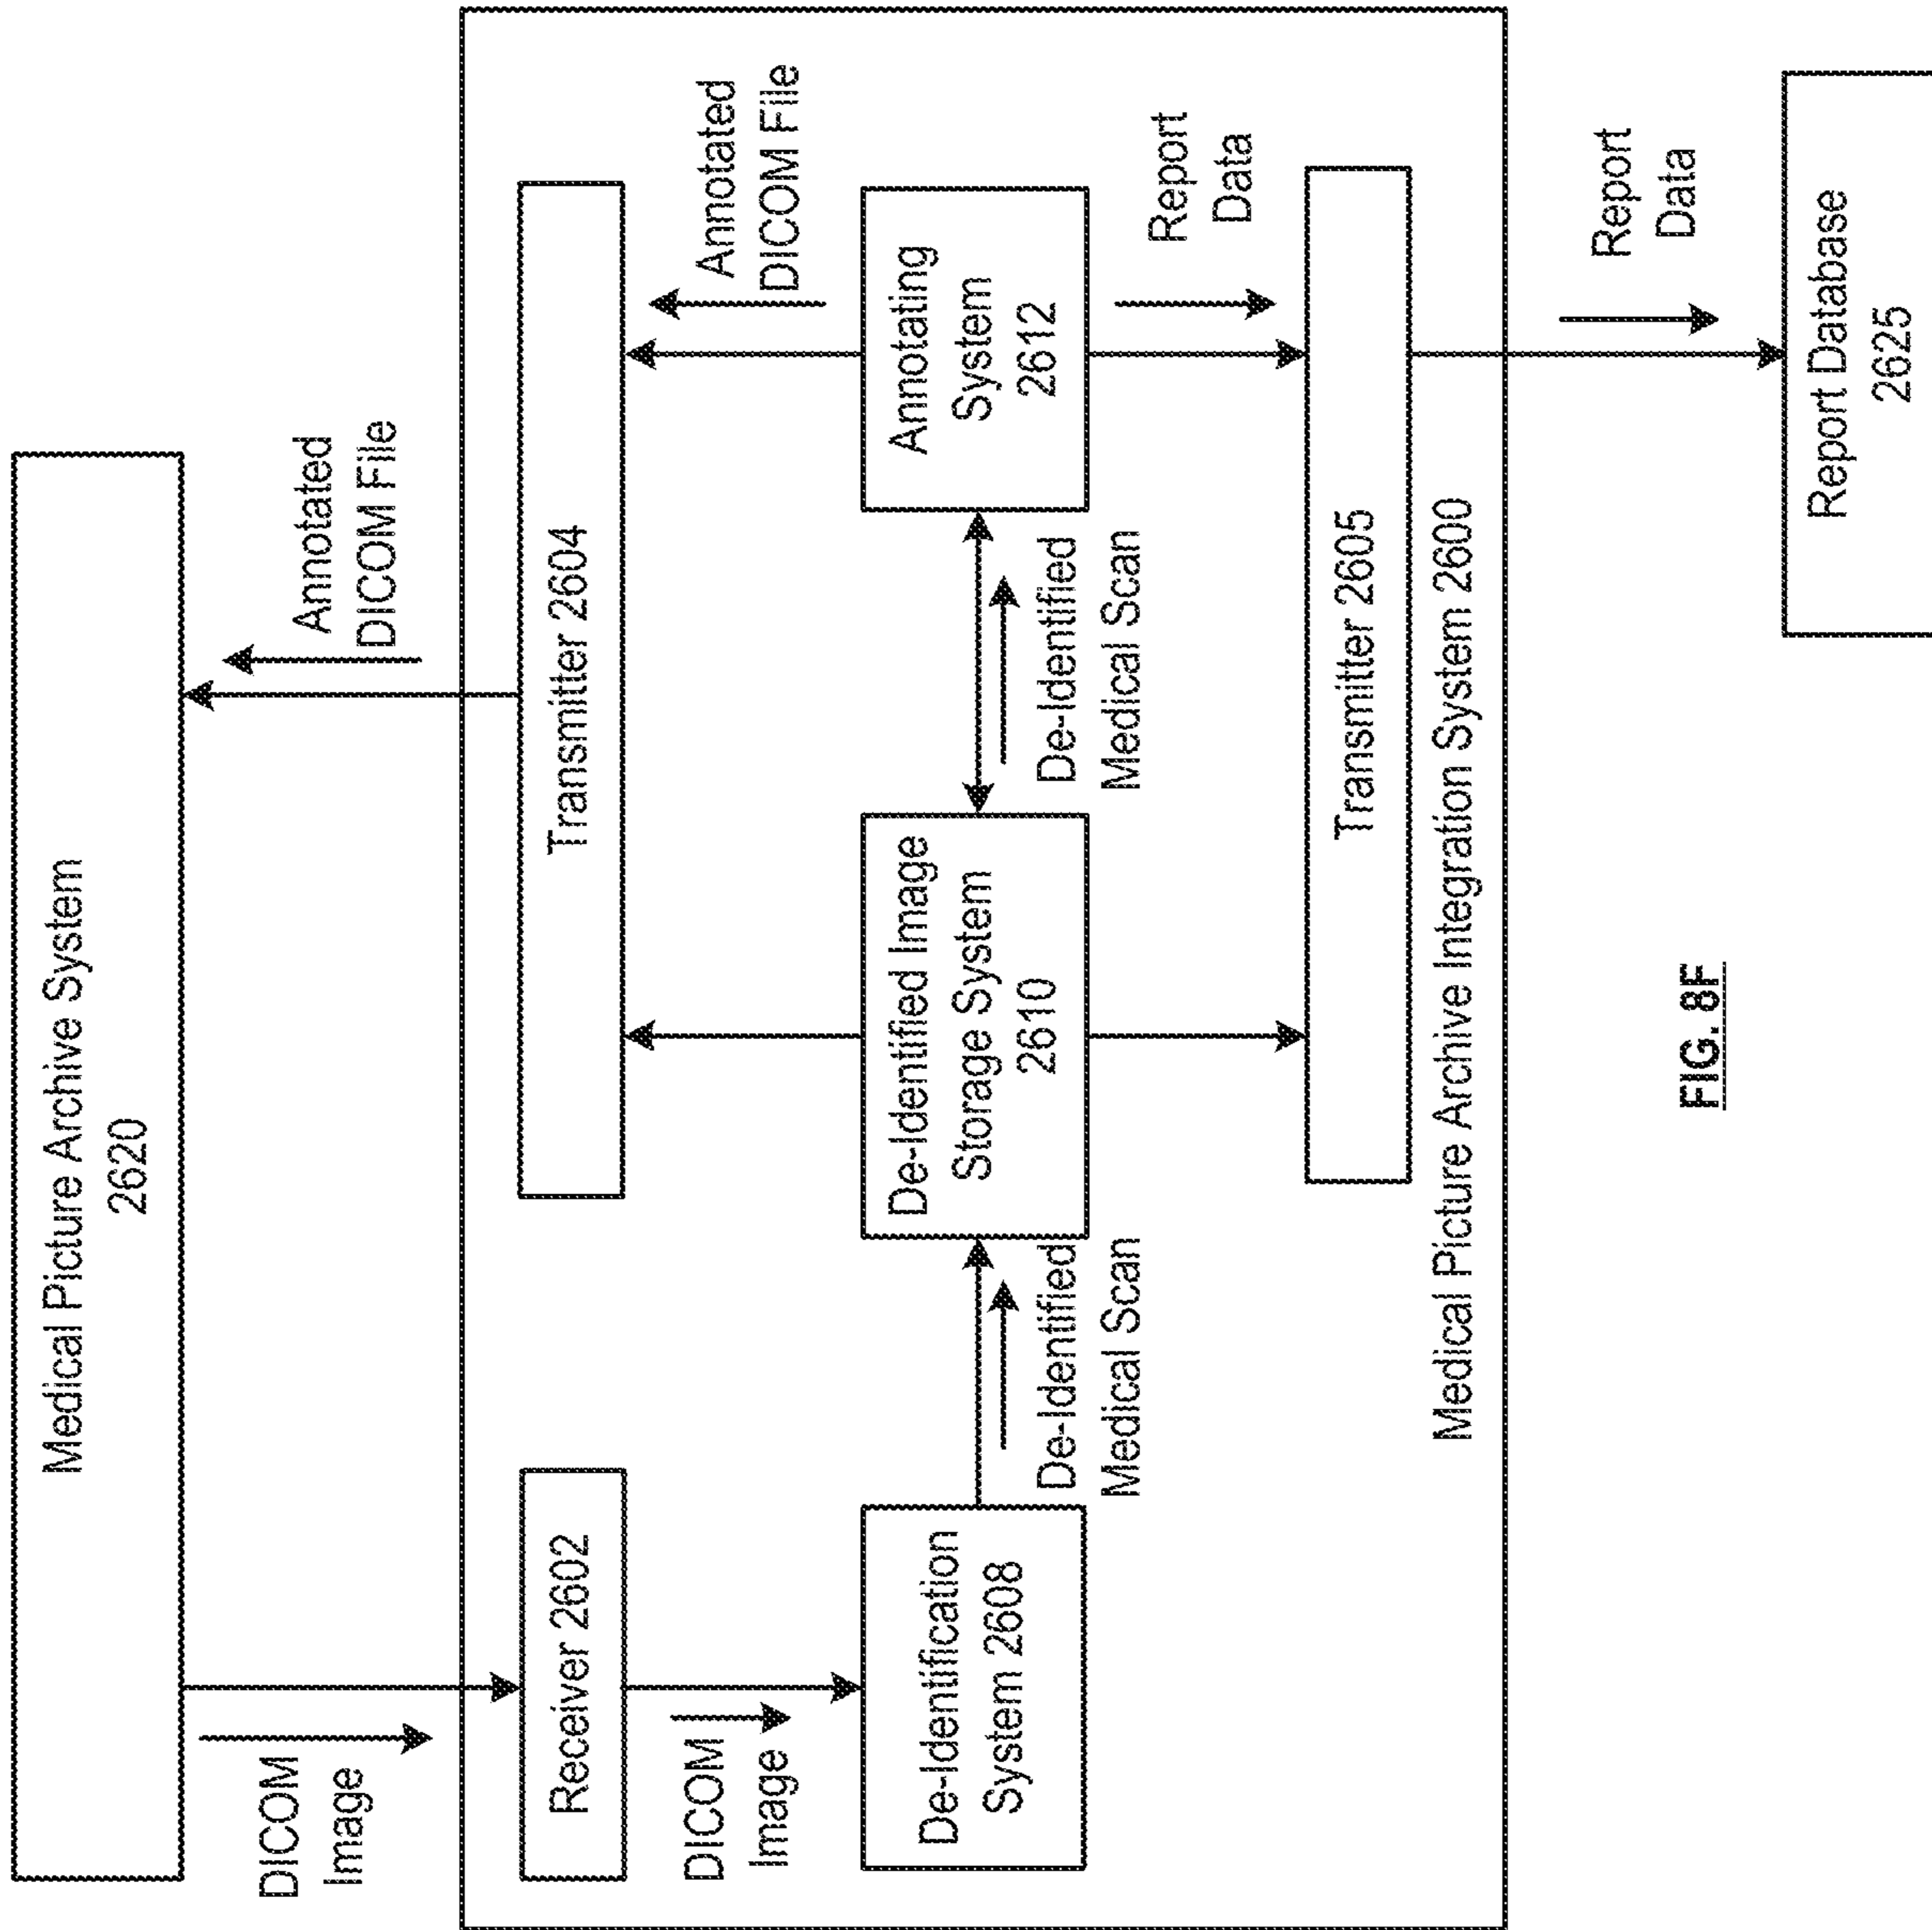 Medical Picture Archive System
2620
DICOM
Image
Annotated
DICOM File
Receiver 2602
Transmitter 2604
DICOM
Image
Annotated
DICOM File
De-Identification
System 2608
De-Identified
Medical Scan
De-Identified Image
Storage System
2610
De-Identified
Medical Scan
Annotating
System
2612
Report
Data
Transmitter 2605
Medical Picture Archive Integration System 2600
Report
Data
Report Database
2625
FIG. 8F